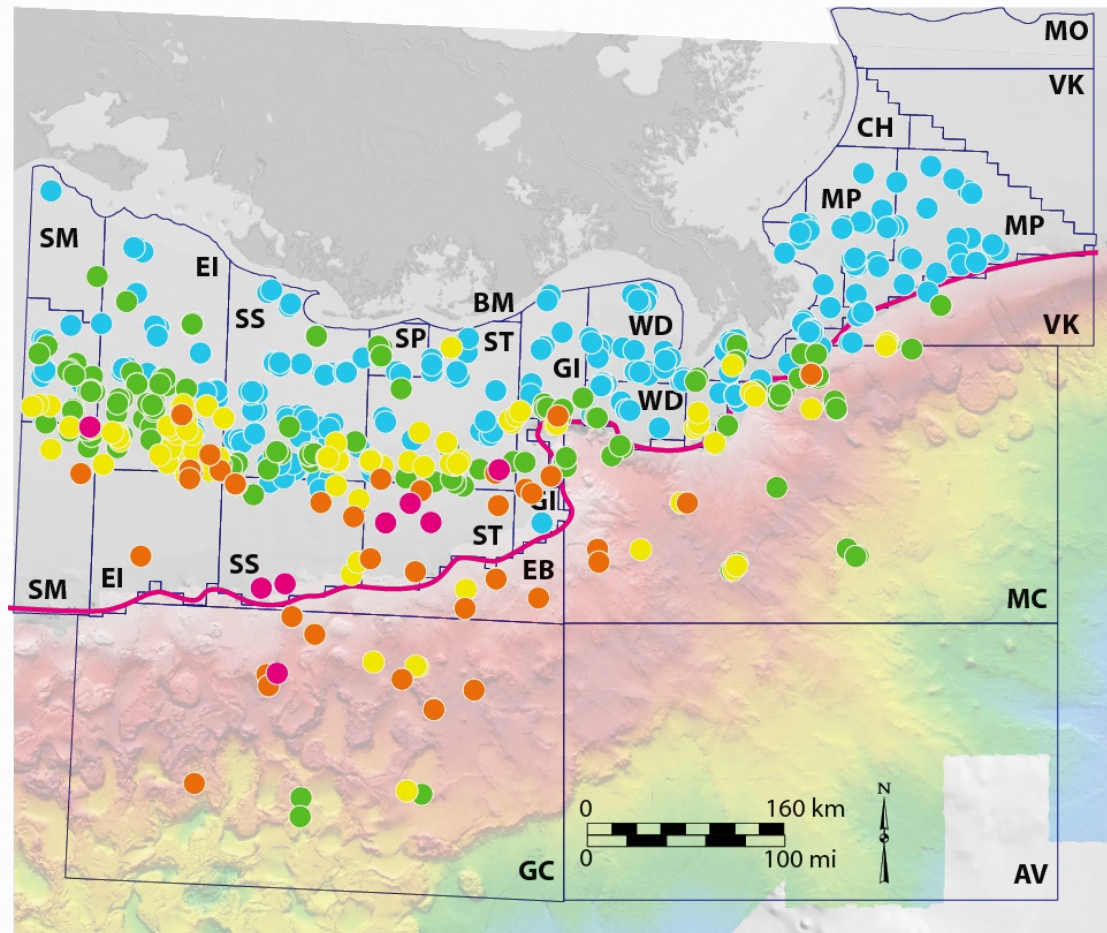 MO
VK
CH
MP
SM
MP
EI
BM
SS
SP
ST
WD
VK
GI
WD
GI
ST
SS
EI
EB
SM
MC
N
0 160 km
0 100 mi
GC
AV